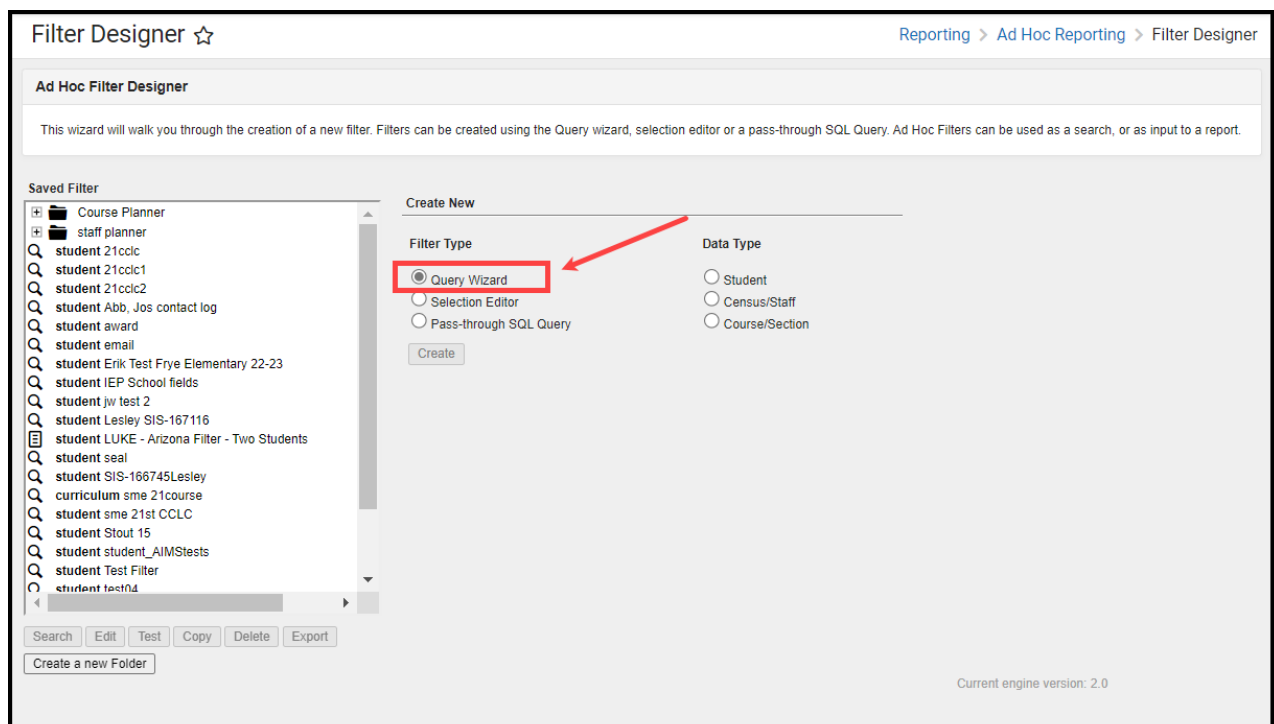 Filter Designer
Reporting > Ad Hoc Reporting > Filter Designer
Ad Hoc Filter Designer
This wizard will walk you through the creation of a new filter. Filters can be created using the Query wizard, selection editor or a pass-through SQL Query. Ad Hoc Filters can be used as a search, or as input to a report.
Saved Filter
Course Planner
staff planner
student 21cclc
student 21cclc1
student 21cclc2
student Abb, Jos contact log
student award
student email
student Erik Test Frye Elementary 22-23
student IEP School fields
student jw test 2
student Lesley SIS-167116
student LUKE - Arizona Filter - Two Students
student seal
student SIS-166745Lesley
curriculum sme 21course
student sme 21st CCLC
student Stout 15
student student_AIMStests
student Test Filter
student test04
Search Edit Test Copy Delete Export
Create a new Folder
Create New
Filter Type
Query Wizard
Selection Editor
Pass-through SQL Query
Create
Data Type
Student
Census/Staff
Course/Section
Current engine version: 2.0